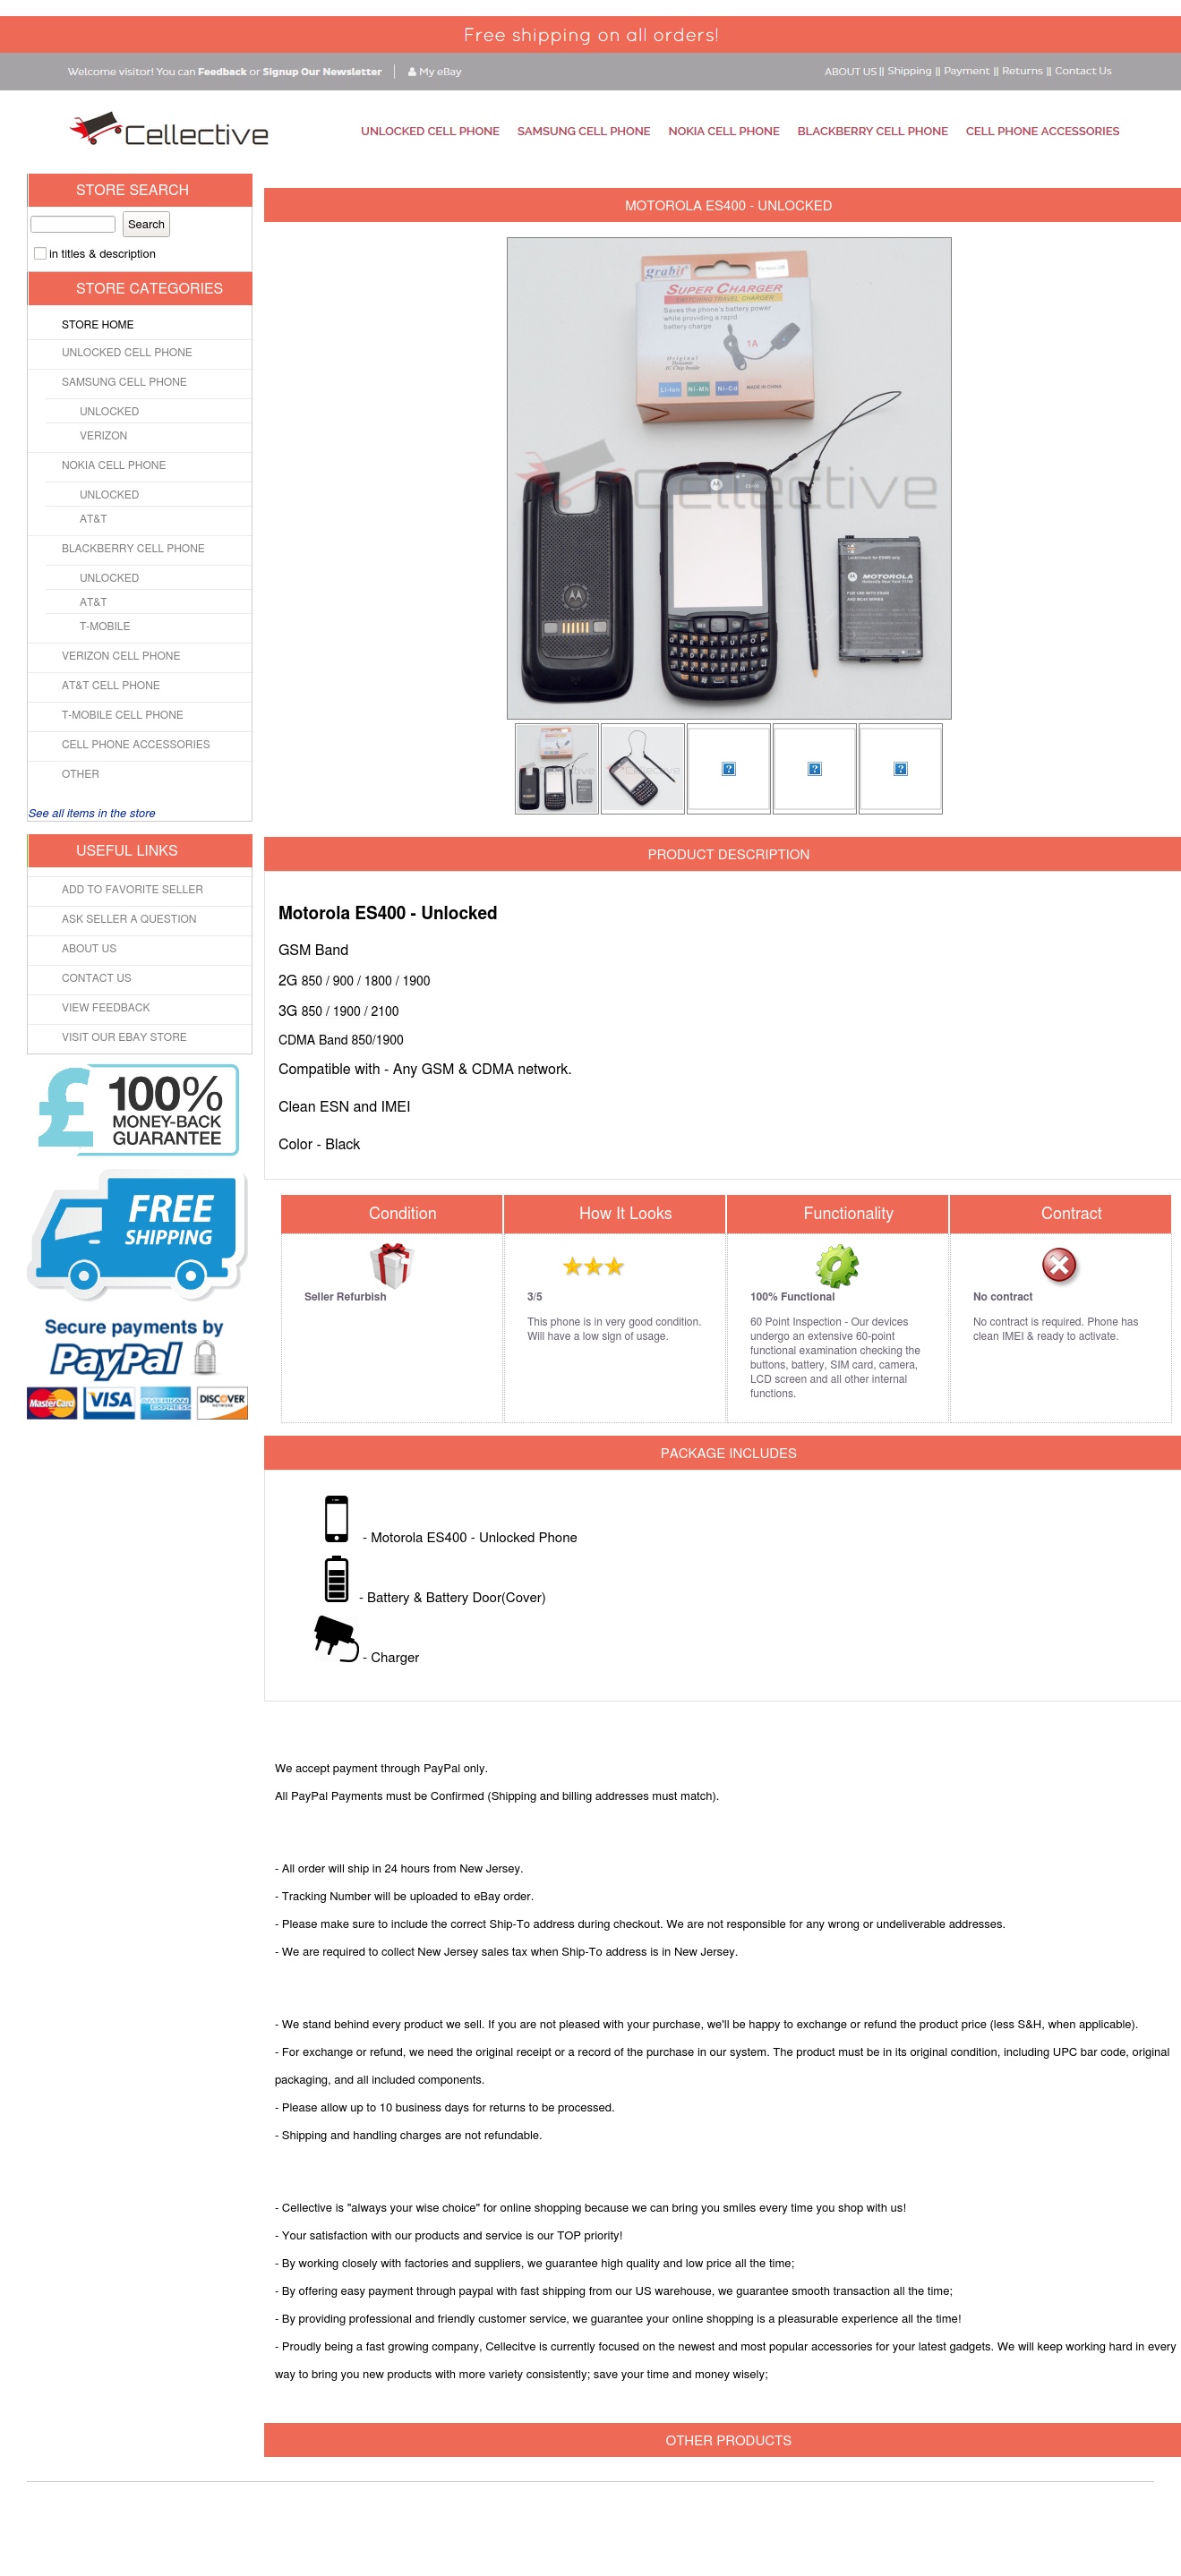 Free shipping on all orders!
Welcome visitor! You can Feedback or Signup Our Newsletter My eBay
ABOUT US || Shipping || Payment || Returns || Contact Us
Cellective
UNLOCKED CELL PHONE SAMSUNG CELL PHONE NOKIA CELL PHONE BLACKBERRY CELL PHONE CELL PHONE ACCESSORIES
STORE SEARCH
Search
in titles & description
STORE CATEGORIES
STORE HOME
UNLOCKED CELL PHONE
SAMSUNG CELL PHONE
UNLOCKED
VERIZON
NOKIA CELL PHONE
UNLOCKED
AT&T
BLACKBERRY CELL PHONE
UNLOCKED
AT&T
T-MOBILE
VERIZON CELL PHONE
AT&T CELL PHONE
T-MOBILE CELL PHONE
CELL PHONE ACCESSORIES
OTHER
See all items in the store
USEFUL LINKS
ADD TO FAVORITE SELLER
ASK SELLER A QUESTION
ABOUT US
CONTACT US
VIEW FEEDBACK
VISIT OUR EBAY STORE
£ 100%
MONEY-BACK
GUARANTEE
FREE
SHIPPING
Secure payments by
PayPal
MasterCard VISA AMERICAN EXPRESS DISCOVER NETWORK
MOTOROLA ES400 - UNLOCKED
grabit
SUPER CHARGER
SWITCHING TRAVEL CHARGER
Saves the phone's battery power
while providing a rapid
battery charge
1A
Original
Dynamic
IC Chip Inside
Li-Ion Ni-Mh Ni-Cd MADE IN CHINA
Cellective
MOTOROLA
PRODUCT DESCRIPTION
Motorola ES400 - Unlocked
GSM Band
2G 850 / 900 / 1800 / 1900
3G 850 / 1900 / 2100
CDMA Band 850/1900
Compatible with - Any GSM & CDMA network.
Clean ESN and IMEI
Color - Black
Condition
Seller Refurbish
How It Looks
3/5
This phone is in very good condition.
Will have a low sign of usage.
Functionality
100% Functional
60 Point Inspection - Our devices
undergo an extensive 60-point
functional examination checking the
buttons, battery, SIM card, camera,
LCD screen and all other internal
functions.
Contract
No contract
No contract is required. Phone has
clean IMEI & ready to activate.
PACKAGE INCLUDES
- Motorola ES400 - Unlocked Phone
- Battery & Battery Door(Cover)
- Charger
We accept payment through PayPal only.
All PayPal Payments must be Confirmed (Shipping and billing addresses must match).
- All order will ship in 24 hours from New Jersey.
- Tracking Number will be uploaded to eBay order.
- Please make sure to include the correct Ship-To address during checkout. We are not responsible for any wrong or undeliverable addresses.
- We are required to collect New Jersey sales tax when Ship-To address is in New Jersey.
- We stand behind every product we sell. If you are not pleased with your purchase, we'll be happy to exchange or refund the product price (less S&H, when applicable).
- For exchange or refund, we need the original receipt or a record of the purchase in our system. The product must be in its original condition, including UPC bar code, original
packaging, and all included components.
- Please allow up to 10 business days for returns to be processed.
- Shipping and handling charges are not refundable.
- Cellective is "always your wise choice" for online shopping because we can bring you smiles every time you shop with us!
- Your satisfaction with our products and service is our TOP priority!
- By working closely with factories and suppliers, we guarantee high quality and low price all the time;
- By offering easy payment through paypal with fast shipping from our US warehouse, we guarantee smooth transaction all the time;
- By providing professional and friendly customer service, we guarantee your online shopping is a pleasurable experience all the time!
- Proudly being a fast growing company, Cellecitve is currently focused on the newest and most popular accessories for your latest gadgets. We will keep working hard in every
way to bring you new products with more variety consistently; save your time and money wisely;
OTHER PRODUCTS